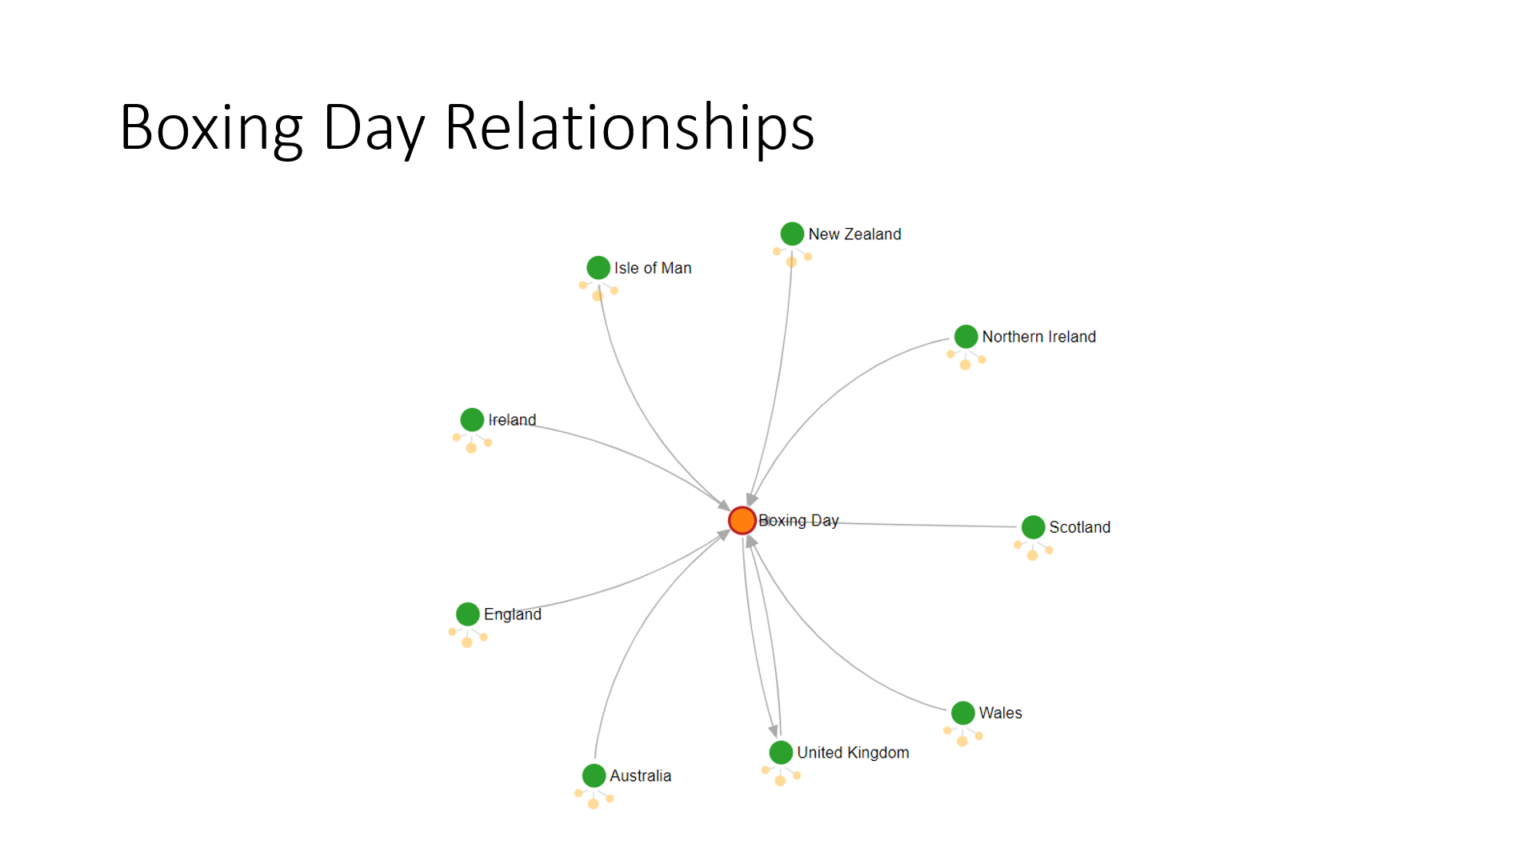 Boxing Day Relationships
New Zealand
Isle of Man
Northern Ireland
Ireland
Boxing Day
Scotland
England
Wales
United Kingdom
Australia